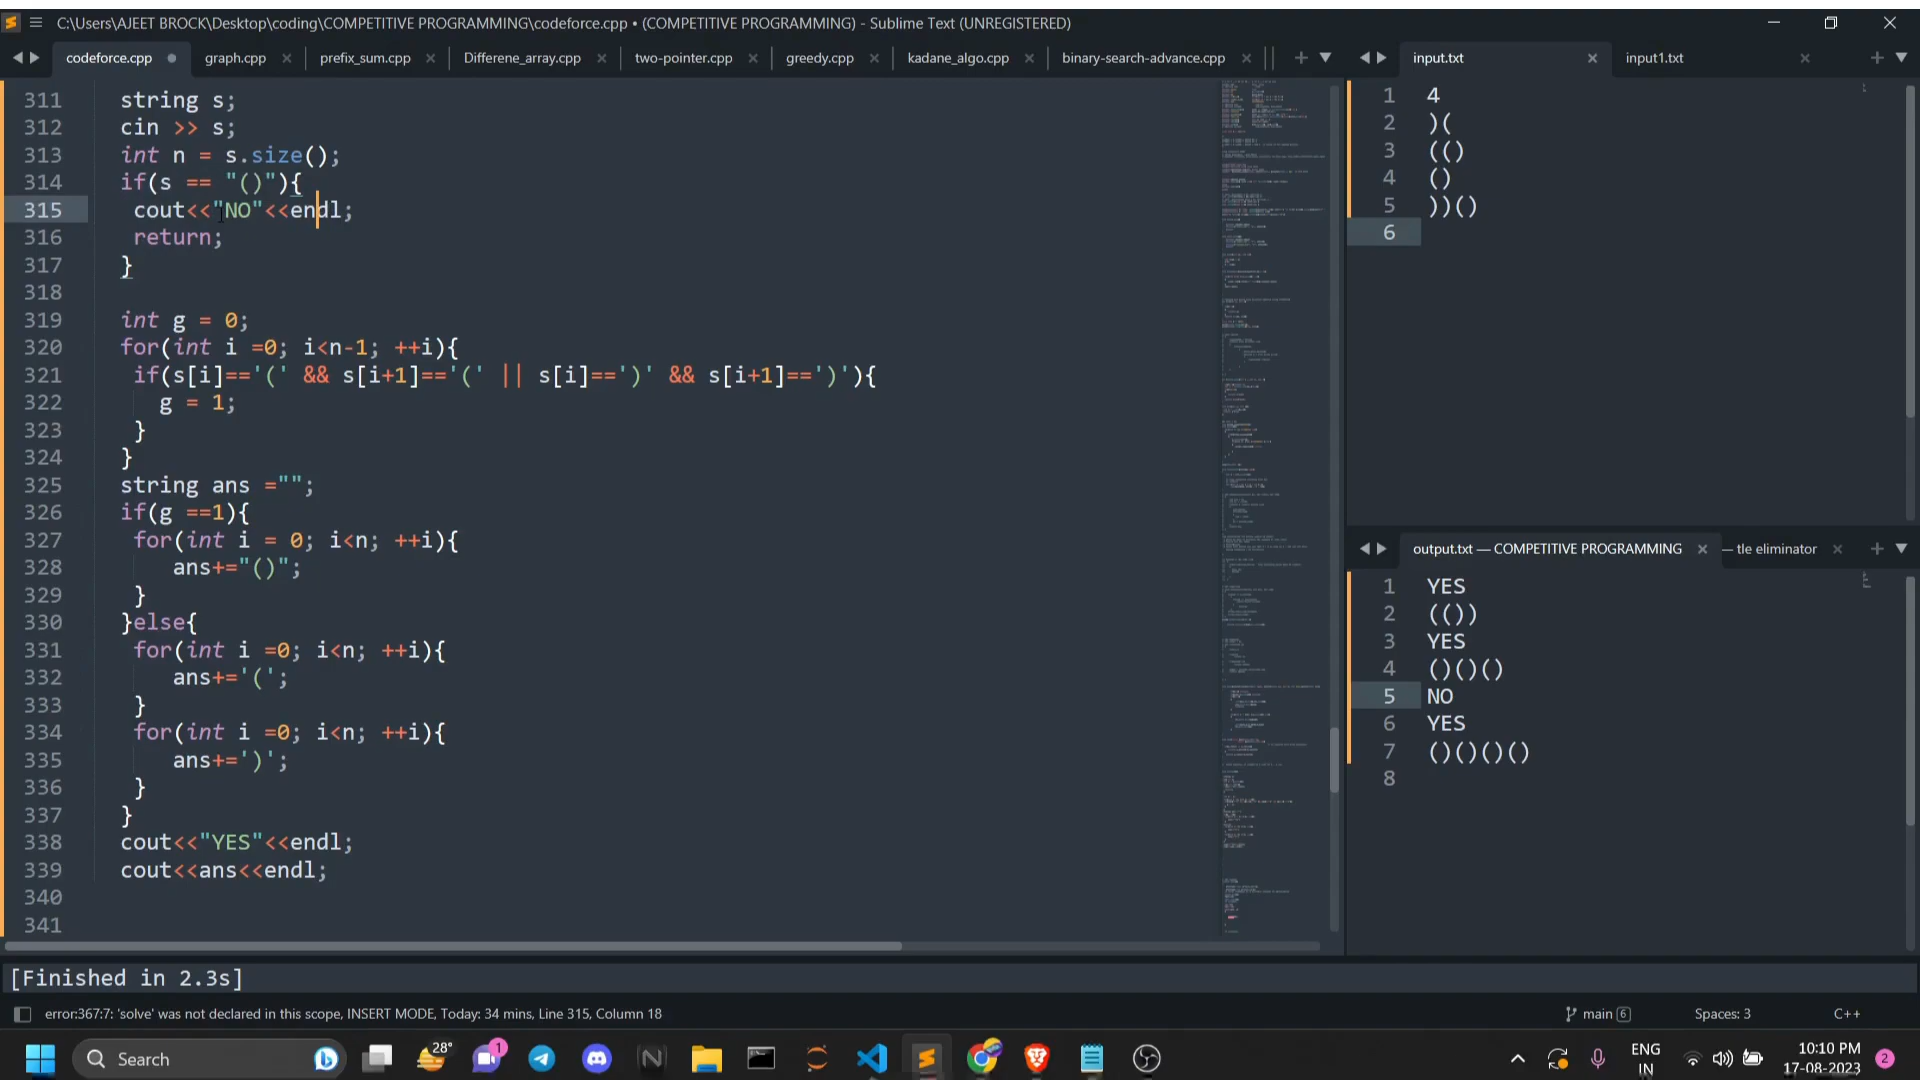 C:\Users\AJEET BROCK\Desktop\coding\COMPETITIVE PROGRAMMING\codeforce.cpp • (COMPETITIVE PROGRAMMING) - Sublime Text (UNREGISTERED)
codeforce.cpp graph.cpp prefix_sum.cpp Differene_array.cpp two-pointer.cpp greedy.cpp kadane_algo.cpp binary-search-advance.cpp
311 string s;
312 cin >> s;
313 int n = s.size();
314 if(s == "()"){
315 cout<<"NO"<<endl;
316 return;
317 }
318
319 int g = 0;
320 for(int i =0; i<n-1; ++i){
321 if(s[i]=='(' && s[i+1]=='(' || s[i]==')' && s[i+1]==')'){
322 g = 1;
323 }
324 }
325 string ans ="";
326 if(g ==1){
327 for(int i = 0; i<n; ++i){
328 ans+="()";
329 }
330 }else{
331 for(int i =0; i<n; ++i){
332 ans+='(';
333 }
334 for(int i =0; i<n; ++i){
335 ans+=')';
336 }
337 }
338 cout<<"YES"<<endl;
339 cout<<ans<<endl;
340
341
input.txt input1.txt
1 4
2 )(
3 (()
4 ()
5 ))()
6
output.txt — COMPETITIVE PROGRAMMING — tle eliminator
1 YES
2 (())
3 YES
4 ()()()
5 NO
6 YES
7 ()()()()
8
[Finished in 2.3s]
error:367:7: 'solve' was not declared in this scope, INSERT MODE, Today: 34 mins, Line 315, Column 18
main 6 Spaces: 3 C++
Search
28°
1
ENG
IN
10:10 PM
17-08-2023
2